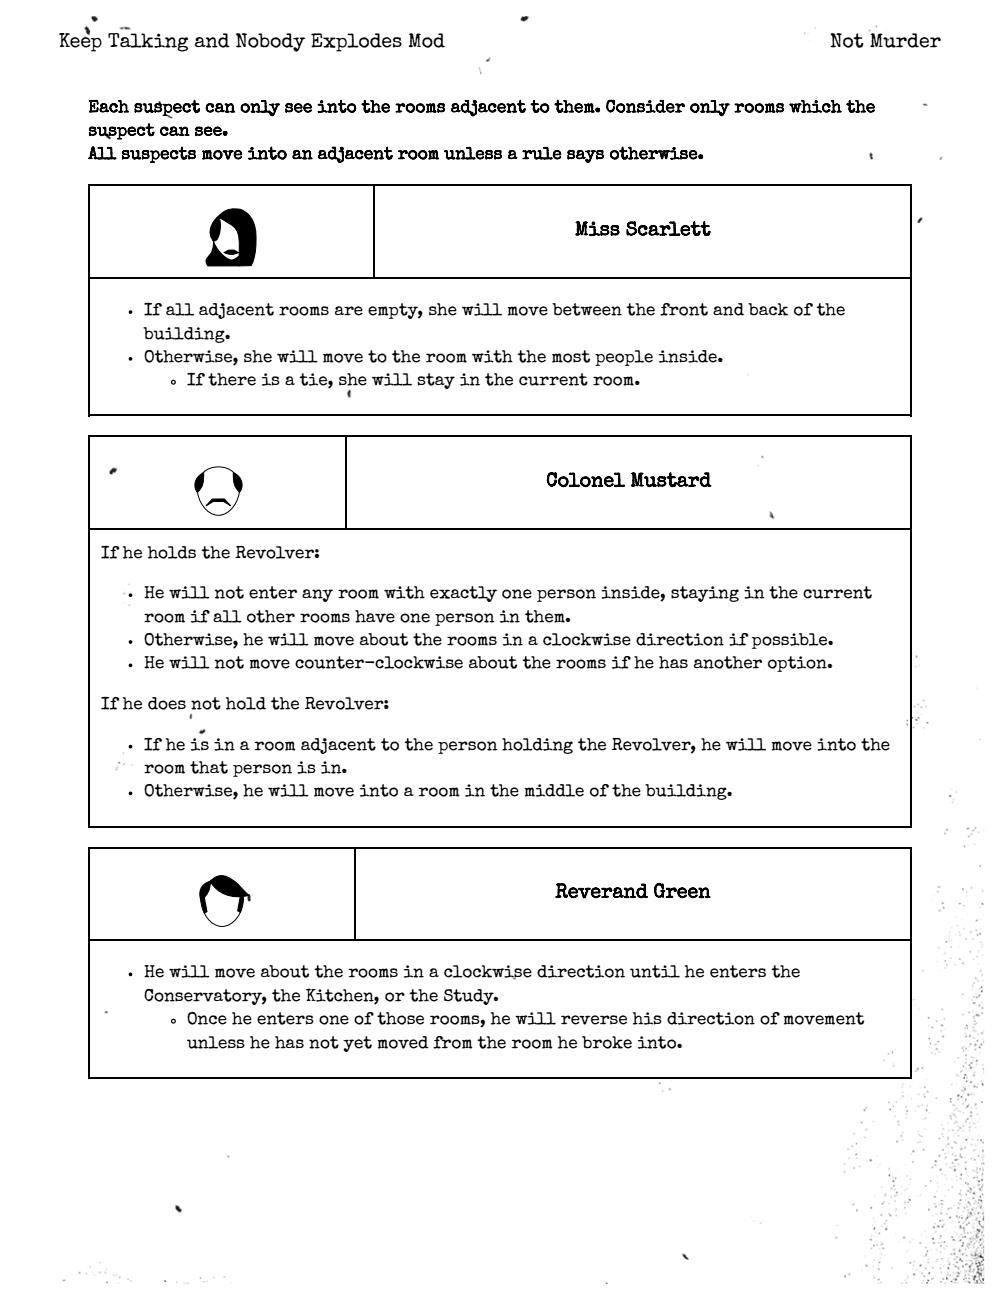 Keep Talking and Nobody Explodes Mod
Not Murder
Each suspect can only see into the rooms adjacent to them. Consider only rooms which the
suspect can see.
All suspects move into an adjacent room unless a rule says otherwise.
Miss Scarlett
• If all adjacent rooms are empty, she will move between the front and back of the
building.
• Otherwise, she will move to the room with the most people inside.
◦ If there is a tie, she will stay in the current room.
Colonel Mustard
If he holds the Revolver:
• He will not enter any room with exactly one person inside, staying in the current
room if all other rooms have one person in them.
• Otherwise, he will move about the rooms in a clockwise direction if possible.
• He will not move counter-clockwise about the rooms if he has another option.
If he does not hold the Revolver:
• If he is in a room adjacent to the person holding the Revolver, he will move into the
room that person is in.
• Otherwise, he will move into a room in the middle of the building.
Reverand Green
• He will move about the rooms in a clockwise direction until he enters the
Conservatory, the Kitchen, or the Study.
◦ Once he enters one of those rooms, he will reverse his direction of movement
unless he has not yet moved from the room he broke into.